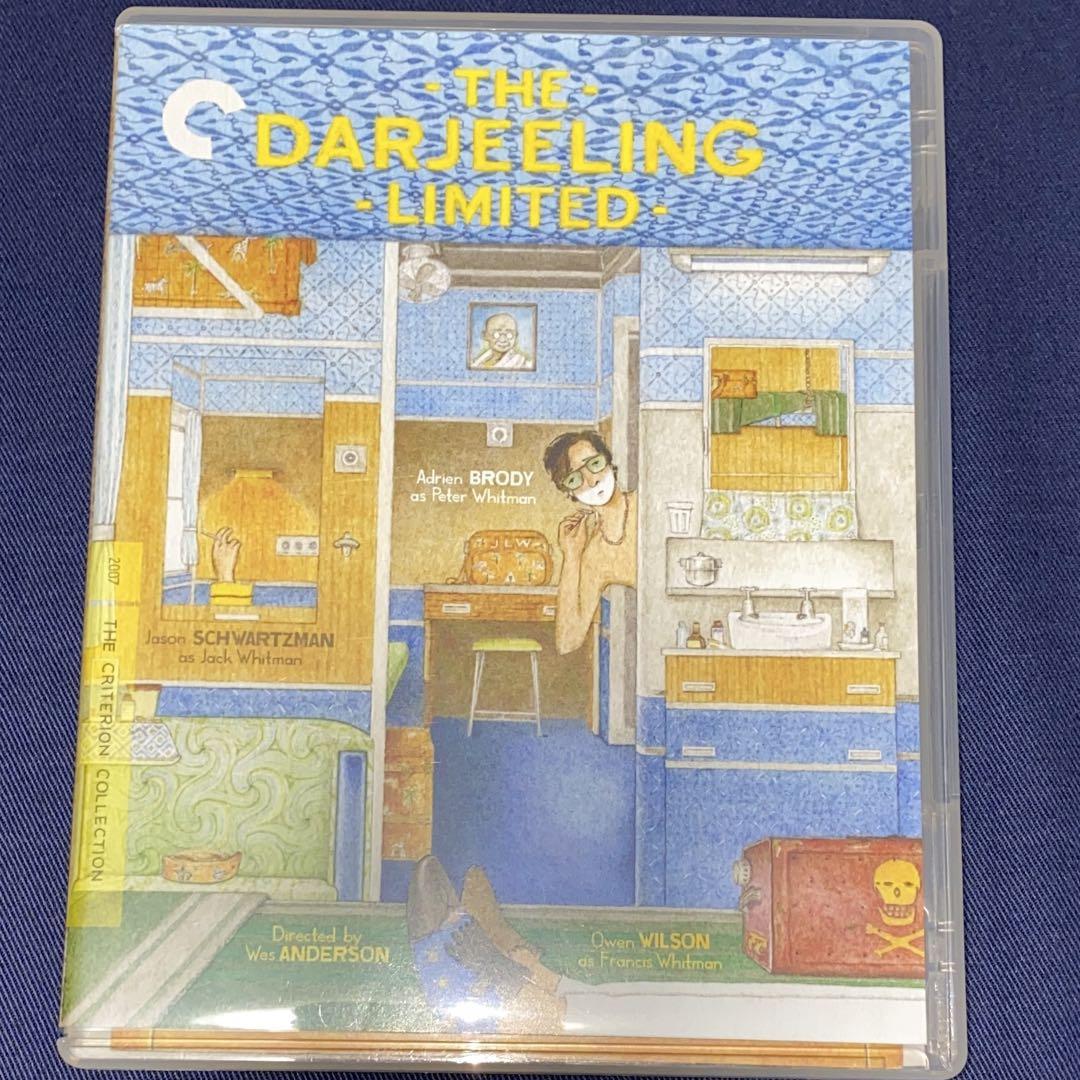 - THE -
DARJEELING
- LIMITED -
Adrien BRODY
as Peter Whitman
JLW
Jason SCHWARTZMAN
as Jack Whitman
2007 THE CRITERION COLLECTION
Directed by
Wes ANDERSON
Owen WILSON
as Francis Whitman